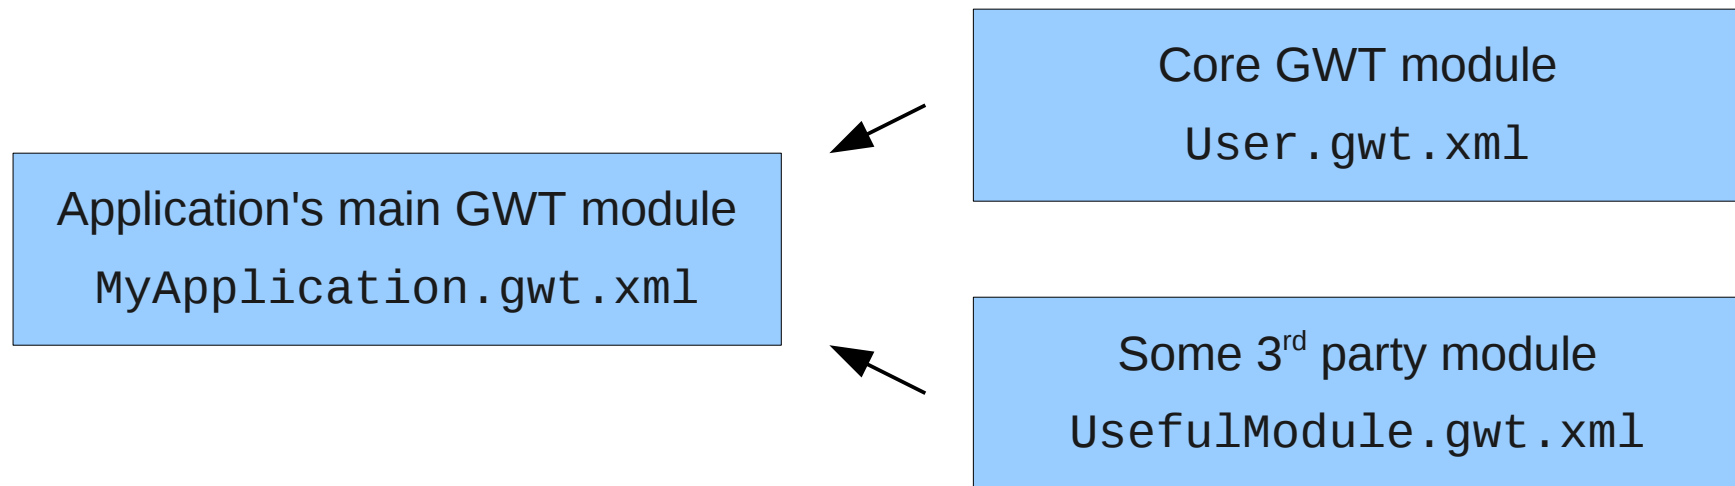 Core GWT module
User.gwt.xml
Application's main GWT module
MyApplication.gwt.xml
Some 3rd party module
UsefulModule.gwt.xml